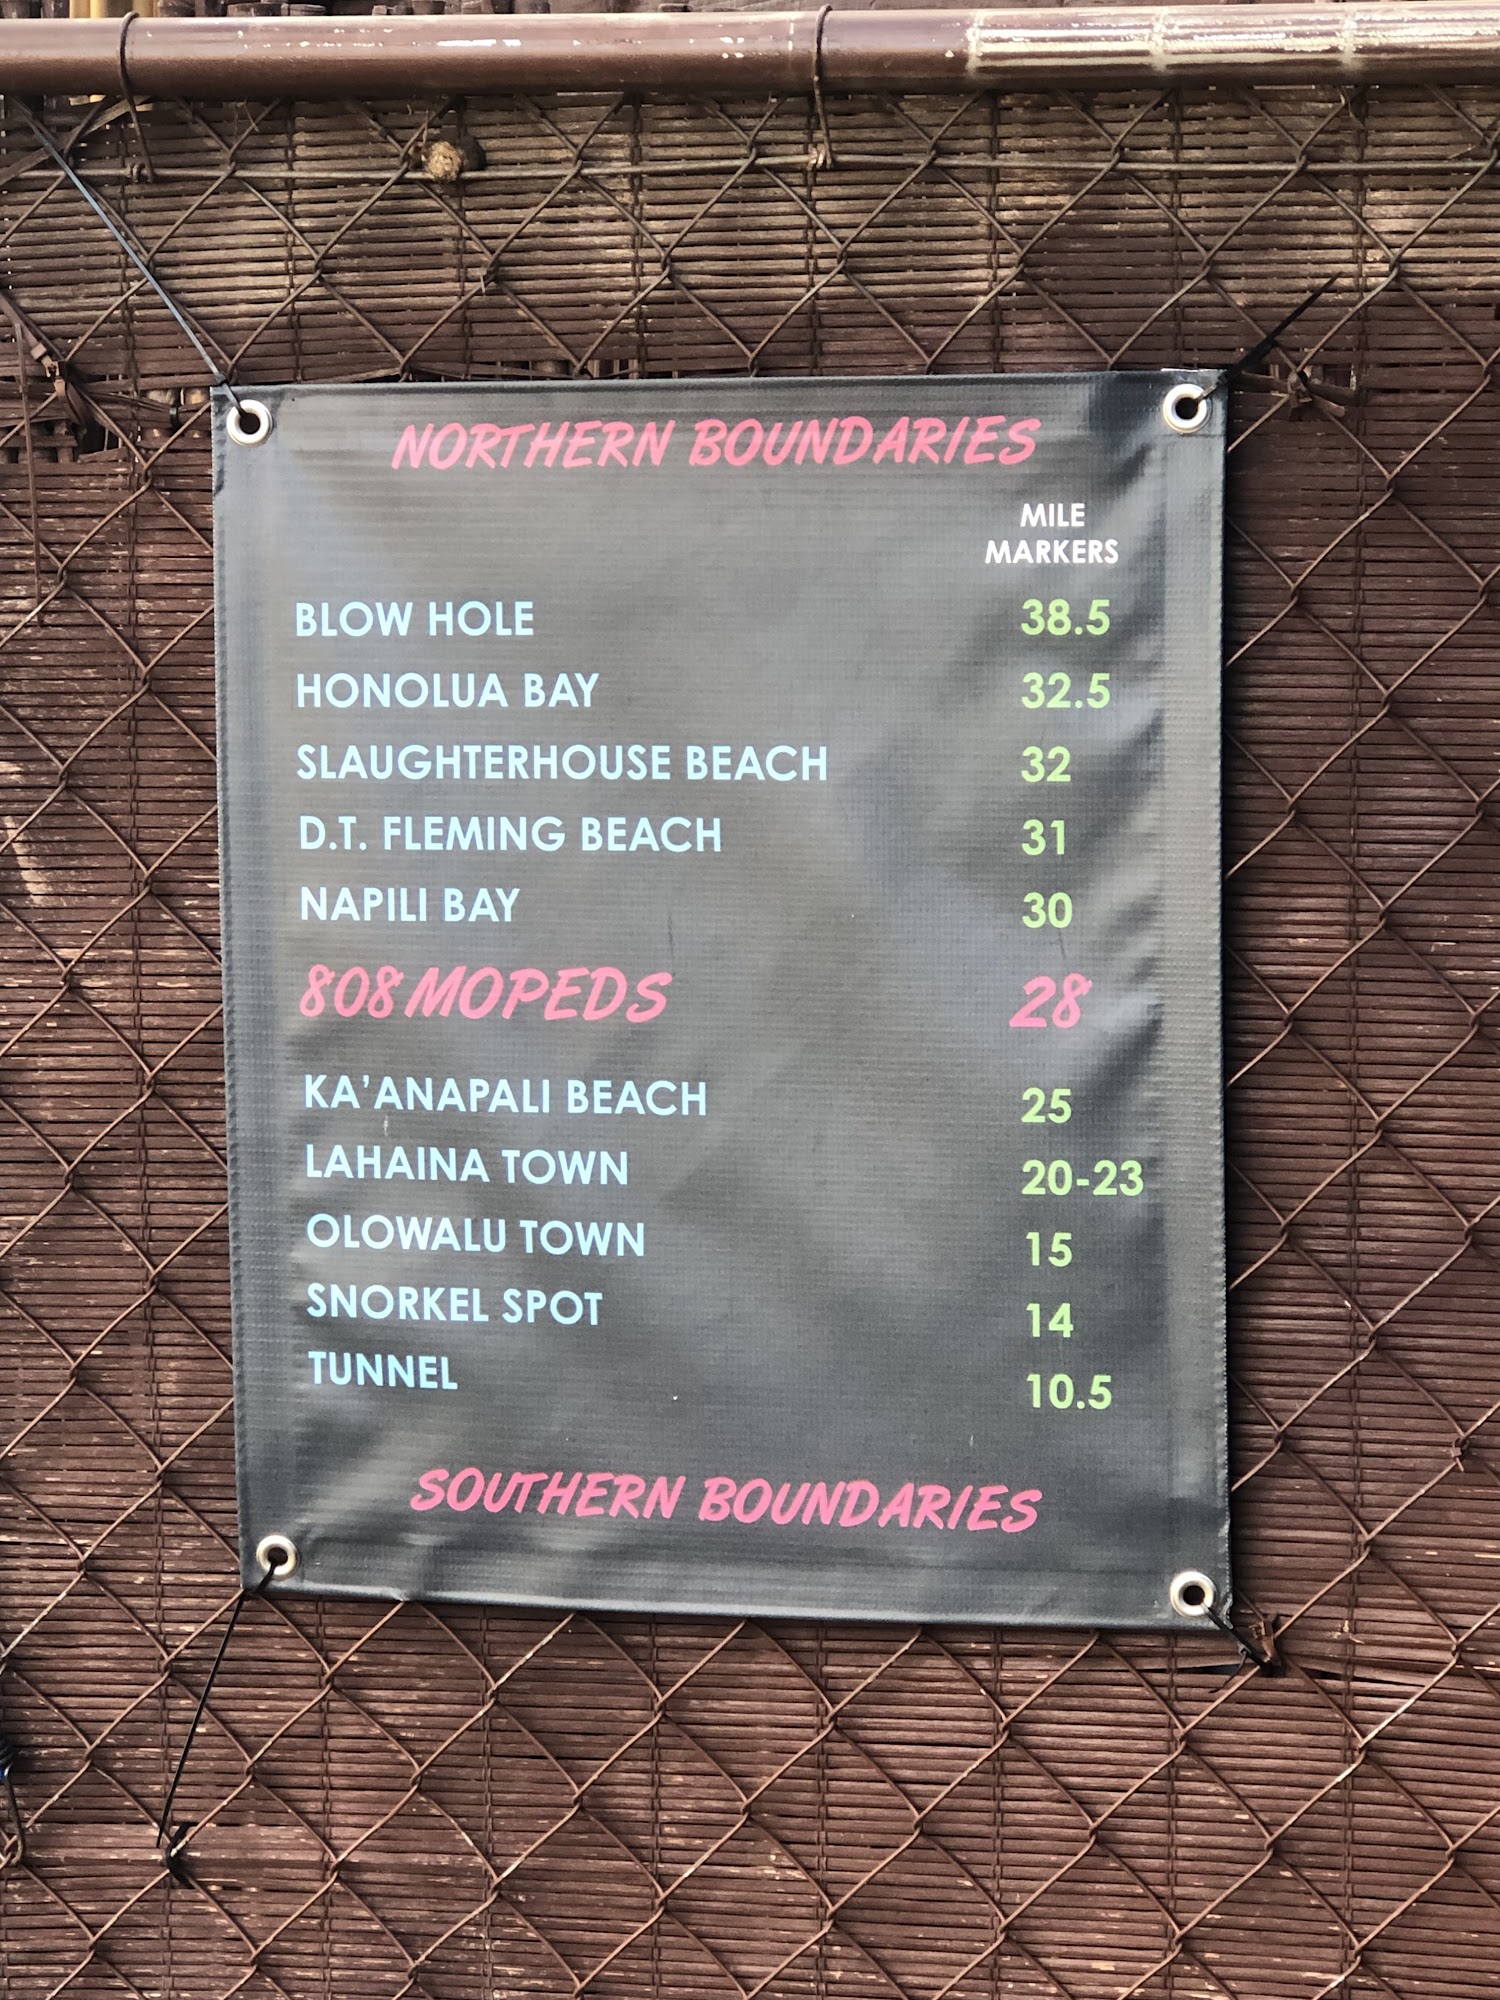 NORTHERN BOUNDARIES
MILE
MARKERS
BLOW HOLE 38.5
HONOLUA BAY 32.5
SLAUGHTERHOUSE BEACH 32
D.T. FLEMING BEACH 31
NAPILI BAY 30
808 MOPEDS 28
KA'ANAPALI BEACH 25
LAHAINA TOWN 20-23
OLOWALU TOWN 15
SNORKEL SPOT 14
TUNNEL 10.5
SOUTHERN BOUNDARIES